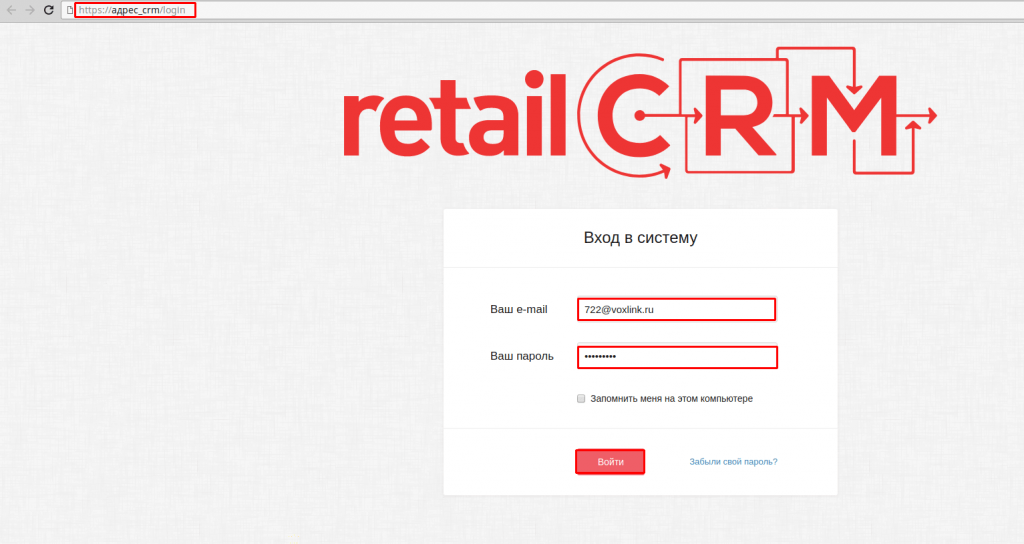 https://адрес_crm/login
retailCRM
Вход в систему
Ваш e-mail
722@voxlink.ru
Ваш пароль
•••••••••
Запомнить меня на этом компьютере
Войти
Забыли свой пароль?